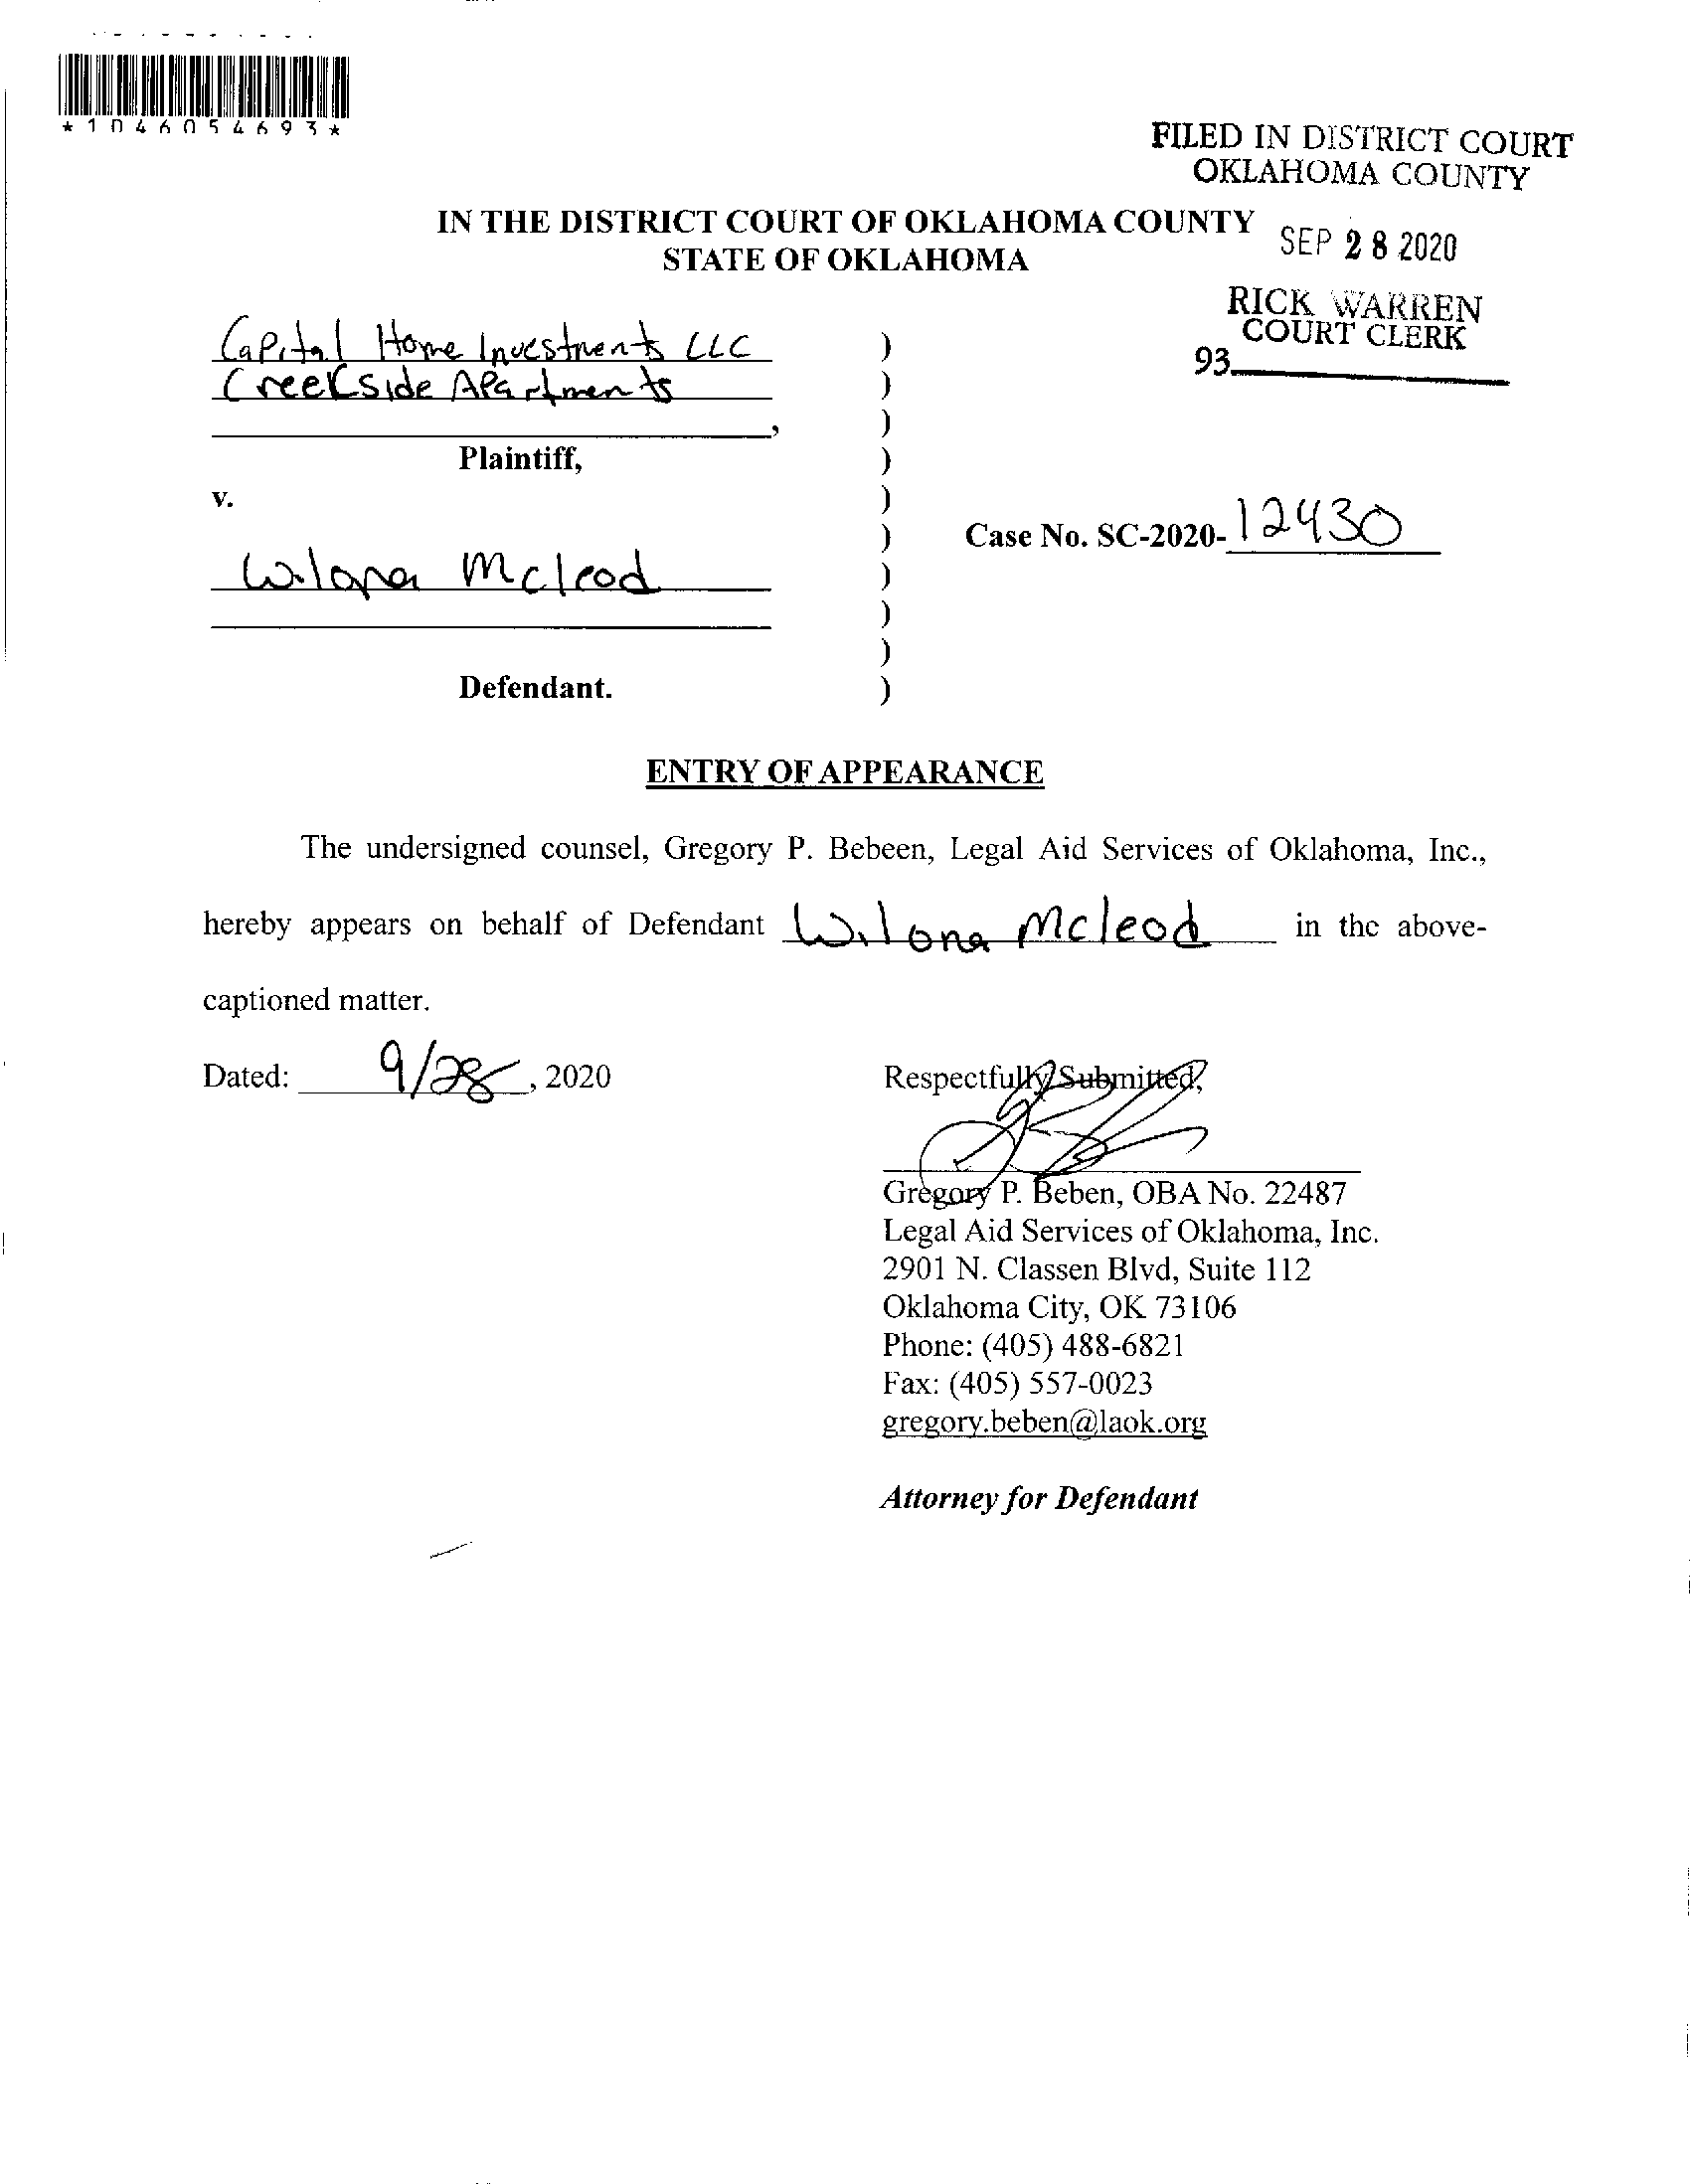 *1046054693*
FILED IN DISTRICT COURT
OKLAHOMA COUNTY
IN THE DISTRICT COURT OF OKLAHOMA COUNTY
STATE OF OKLAHOMA
SEP 28 2020
RICK WARREN
COURT CLERK
93
Capital Home Investments LLC )
Creekside Apartments )
, )
Plaintiff, )
v. )
) Case No. SC-2020-12430
Wilona Mcleod )
)
)
Defendant. )
ENTRY OF APPEARANCE
The undersigned counsel, Gregory P. Bebeen, Legal Aid Services of Oklahoma, Inc.,
hereby appears on behalf of Defendant Wilona Mcleod in the above-
captioned matter.
Dated: 9/28, 2020
Respectfully Submitted,
Gregory P. Beben, OBA No. 22487
Legal Aid Services of Oklahoma, Inc.
2901 N. Classen Blvd, Suite 112
Oklahoma City, OK 73106
Phone: (405) 488-6821
Fax: (405) 557-0023
gregory.beben@laok.org
Attorney for Defendant